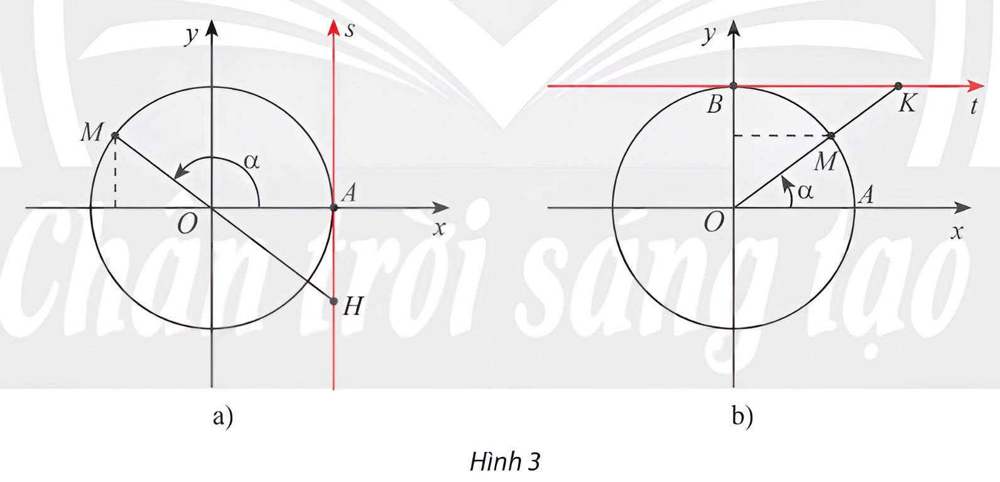 y s y
B K t
M α M
A α A
O x O x
H
Chân trời sáng tạo
a) b)
Hình 3